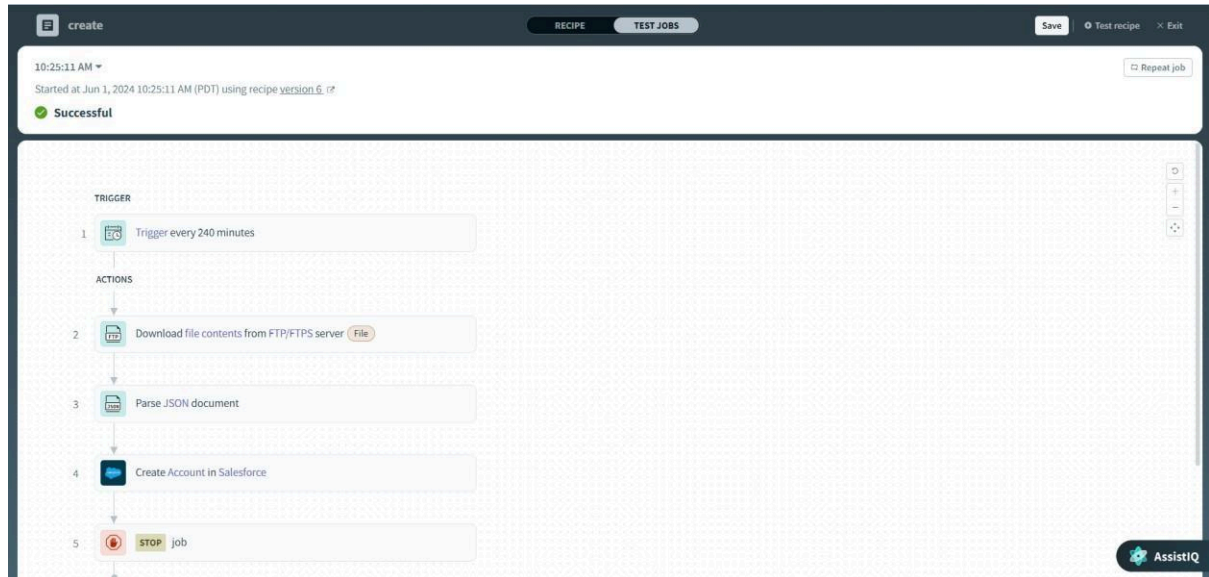 create
RECIPE TEST JOBS
Save Test recipe Exit
10:25:11 AM
Repeat job
Started at Jun 1, 2024 10:25:11 AM (PDT) using recipe version 6
Successful
TRIGGER
1 Trigger every 240 minutes
ACTIONS
2 FTP Download file contents from FTP/FTPS server File
3 JSON Parse JSON document
4 Create Account in Salesforce
5 STOP job
AssistIQ